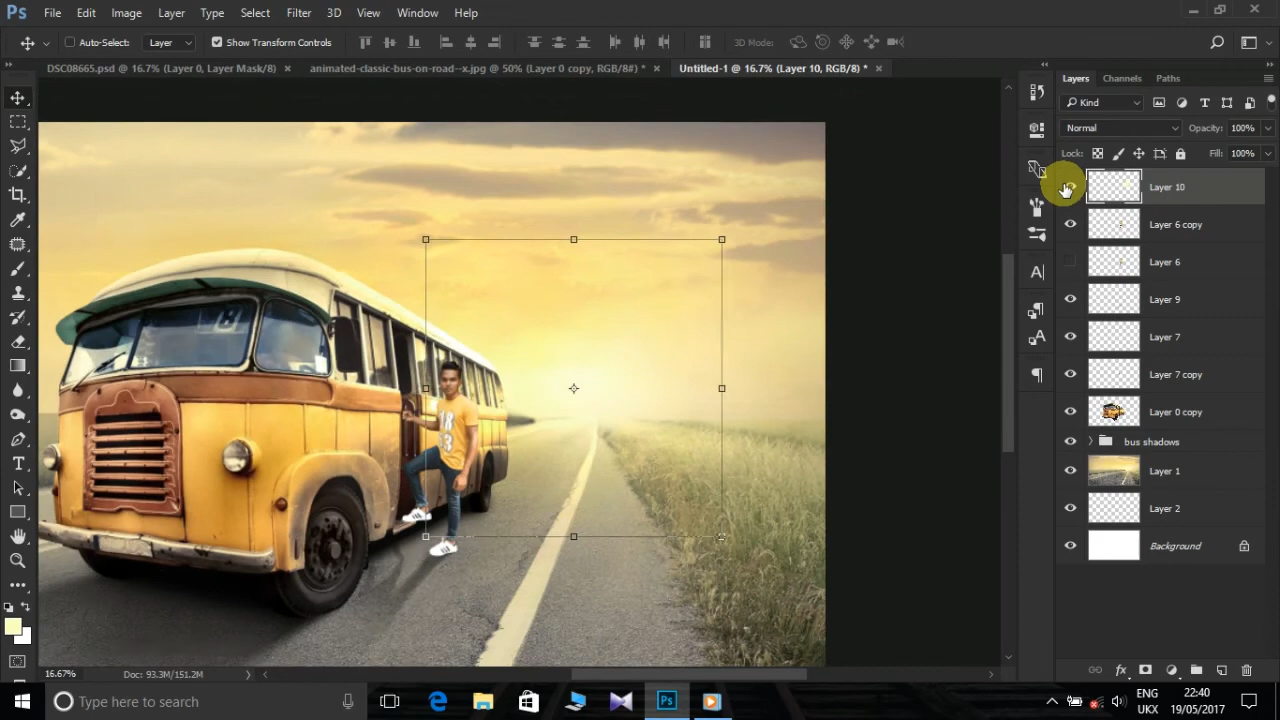 Ps File Edit Image Layer Type Select Filter 3D View Window Help
Auto-Select: Layer Show Transform Controls 3D Mode:
DSC08665.psd @ 16.7% (Layer 0, Layer Mask/8) × animated-classic-bus-on-road--x.jpg @ 50% (Layer 0 copy, RGB/8#) * × Untitled-1 @ 16.7% (Layer 10, RGB/8) * ×
Layers Channels Paths
Kind
Normal Opacity: 100%
Lock: Fill: 100%
Layer 10
Layer 6 copy
Layer 6
Layer 9
Layer 7
Layer 7 copy
Layer 0 copy
bus shadows
Layer 1
Layer 2
Background
16.67% Doc: 93.3M/151.2M
Type here to search
Ps
ENG
UKX
22:40
19/05/2017